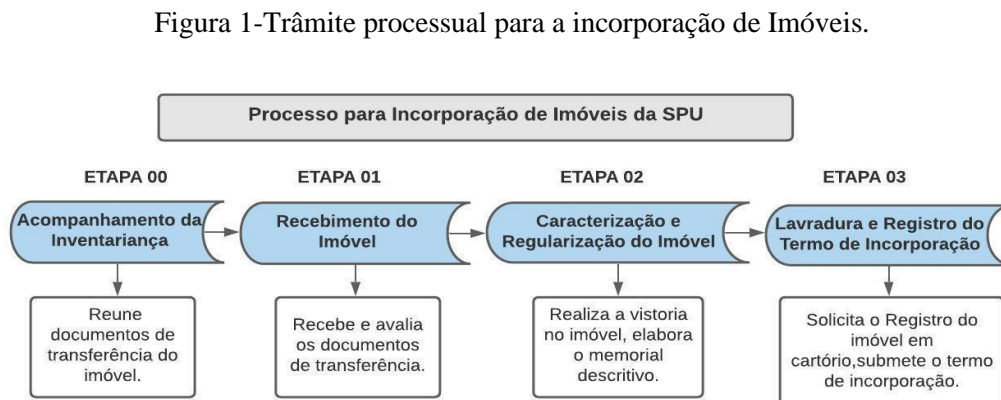 Figura 1-Trâmite processual para a incorporação de Imóveis.
Processo para Incorporação de Imóveis da SPU
ETAPA 00
Acompanhamento da
Inventariança
Reune
documentos de
transferência do
imóvel.
ETAPA 01
Recebimento do
Imóvel
Recebe e avalia
os documentos
de transferência.
ETAPA 02
Caracterização e
Regularização do Imóvel
Realiza a vistoria
no imóvel, elabora
o memorial
descritivo.
ETAPA 03
Lavradura e Registro do
Termo de Incorporação
Solicita o Registro do
imóvel em
cartório,submete o termo
de incorporação.